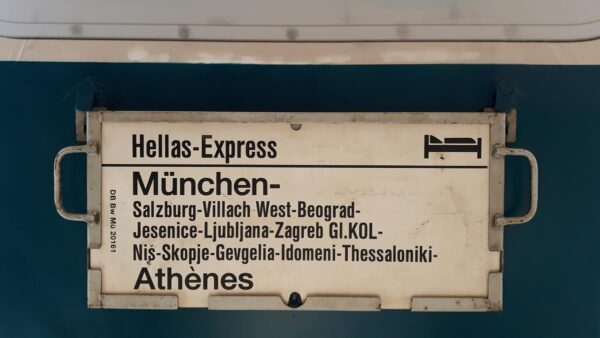 Hellas-Express
München-
Salzburg-Villach West-Beograd-
Jesenice-Ljubljana-Zagreb Gl.KOL-
Niš-Skopje-Gevgelia-Idomeni-Thessaloniki-
Athènes
DB Bw Mü 20161